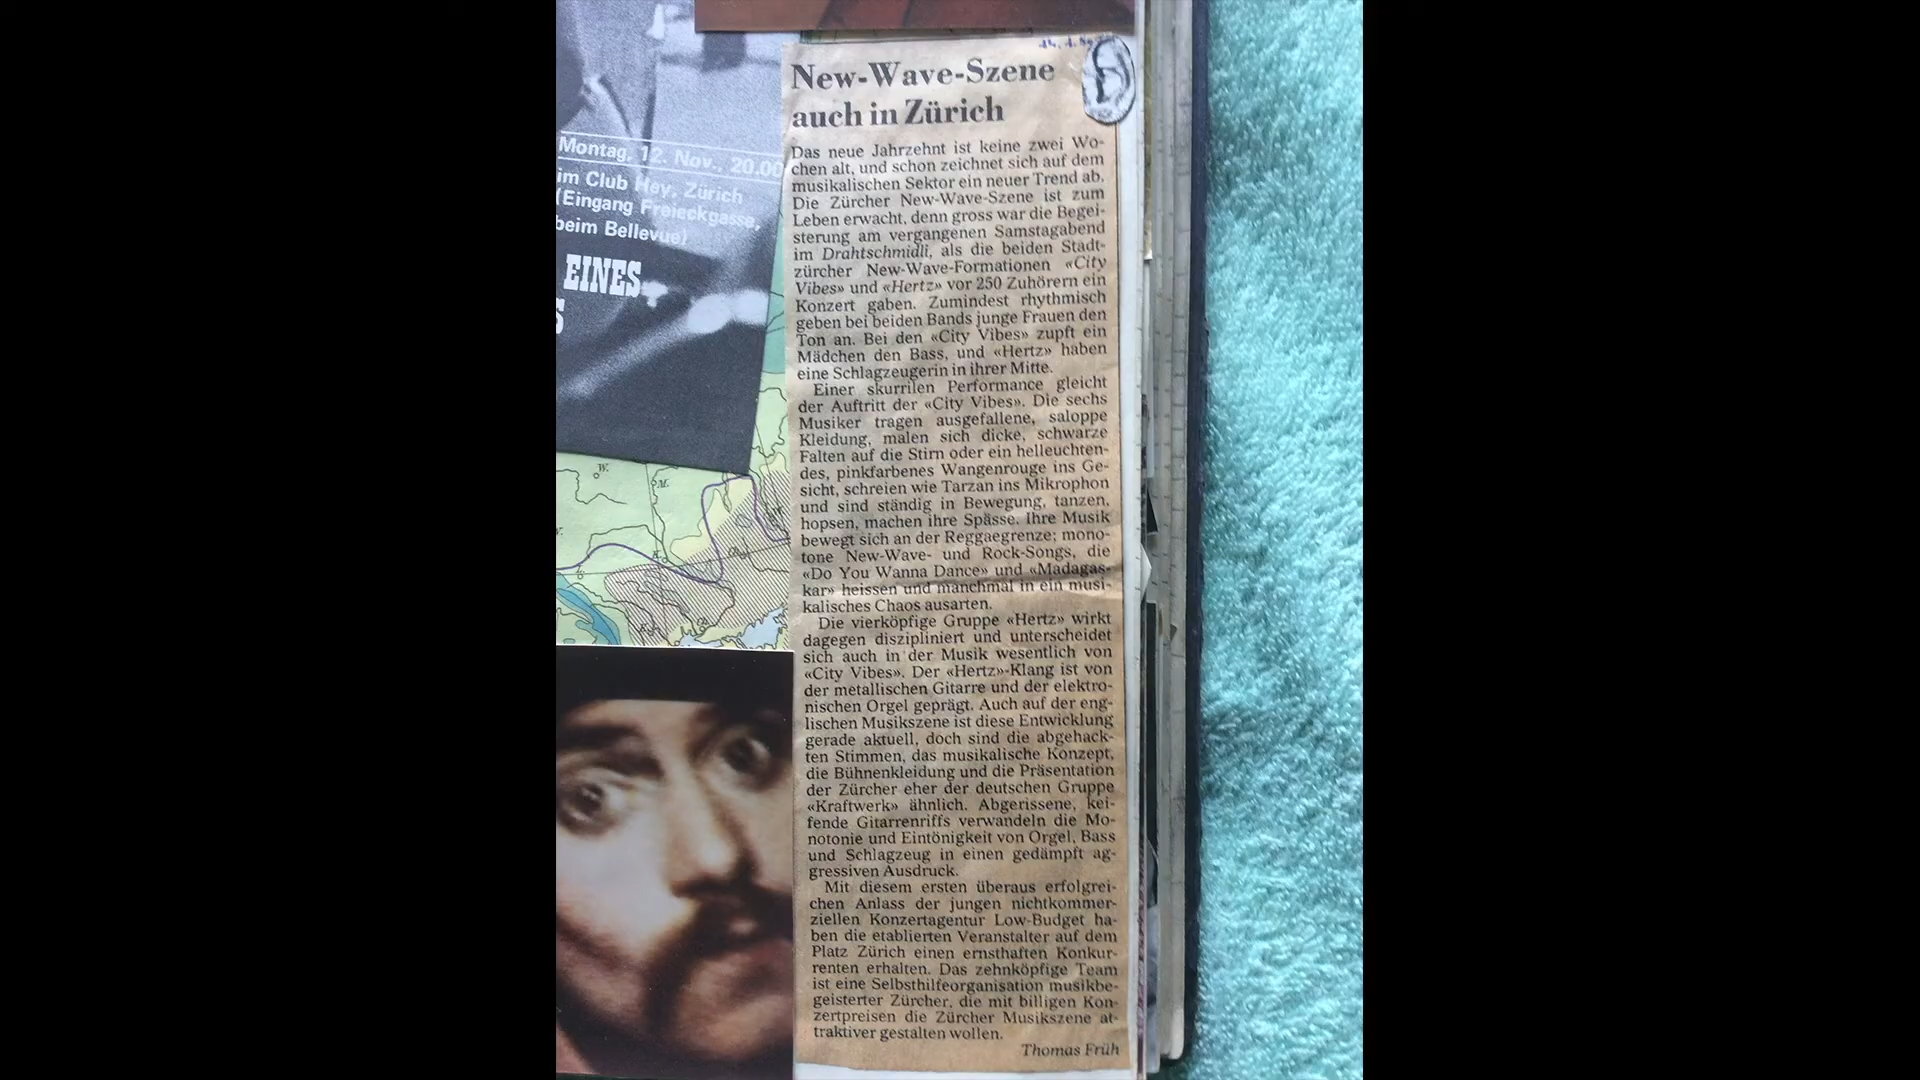 Montag, 12. Nov., 20.00
im Club Hey, Zürich
(Eingang Freieckgasse,
beim Bellevue)
EINES
S
14. 1. 80
New-Wave-Szene
auch in Zürich
Das neue Jahrzehnt ist keine zwei Wo-
chen alt, und schon zeichnet sich auf dem
musikalischen Sektor ein neuer Trend ab.
Die Zürcher New-Wave-Szene ist zum
Leben erwacht, denn gross war die Begei-
sterung am vergangenen Samstagabend
im Drahtschmidli, als die beiden Stadt-
zürcher New-Wave-Formationen «City
Vibes» und «Hertz» vor 250 Zuhörern ein
Konzert gaben. Zumindest rhythmisch
geben bei beiden Bands junge Frauen den
Ton an. Bei den «City Vibes» zupft ein
Mädchen den Bass, und «Hertz» haben
eine Schlagzeugerin in ihrer Mitte.
Einer skurrilen Performance gleicht
der Auftritt der «City Vibes». Die sechs
Musiker tragen ausgefallene, saloppe
Kleidung, malen sich dicke, schwarze
Falten auf die Stirn oder ein helleuchten-
des, pinkfarbenes Wangenrouge ins Ge-
sicht, schreien wie Tarzan ins Mikrophon
und sind ständig in Bewegung, tanzen,
hopsen, machen ihre Spässe. Ihre Musik
bewegt sich an der Reggaegrenze; mono-
tone New-Wave- und Rock-Songs, die
«Do You Wanna Dance» und «Madagas-
kar» heissen und manchmal in ein musi-
kalisches Chaos ausarten.
Die vierköpfige Gruppe «Hertz» wirkt
dagegen diszipliniert und unterscheidet
sich auch in der Musik wesentlich von
«City Vibes». Der «Hertz»-Klang ist von
der metallischen Gitarre und der elektro-
nischen Orgel geprägt. Auch auf der eng-
lischen Musikszene ist diese Entwicklung
gerade aktuell, doch sind die abgehack-
ten Stimmen, das musikalische Konzept,
die Bühnenkleidung und die Präsentation
der Zürcher eher der deutschen Gruppe
«Kraftwerk» ähnlich. Abgerissene, kei-
fende Gitarrenriffs verwandeln die Mo-
notonie und Eintönigkeit von Orgel, Bass
und Schlagzeug in einen gedämpft ag-
gressiven Ausdruck.
Mit diesem ersten überaus erfolgrei-
chen Anlass der jungen nichtkommer-
ziellen Konzertagentur Low-Budget ha-
ben die etablierten Veranstalter auf dem
Platz Zürich einen ernsthaften Konkur-
renten erhalten. Das zehnköpfige Team
ist eine Selbsthilfeorganisation musikbe-
geisterter Zürcher, die mit billigen Kon-
zertpreisen die Zürcher Musikszene at-
traktiver gestalten wollen.
Thomas Früh